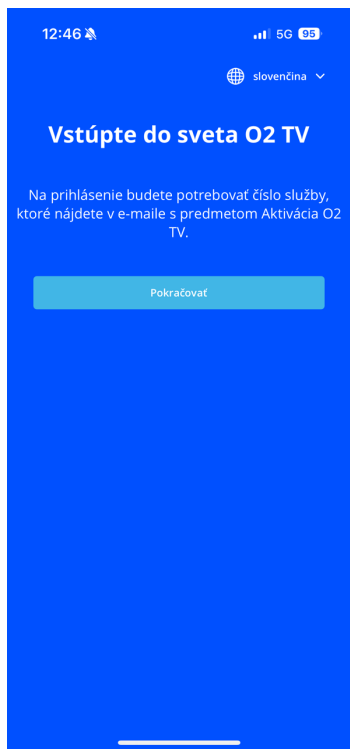 12:46 5G 95
slovenčina
Vstúpte do sveta O2 TV
Na prihlásenie budete potrebovať číslo služby,
ktoré nájdete v e-maile s predmetom Aktivácia O2
TV.
Pokračovať